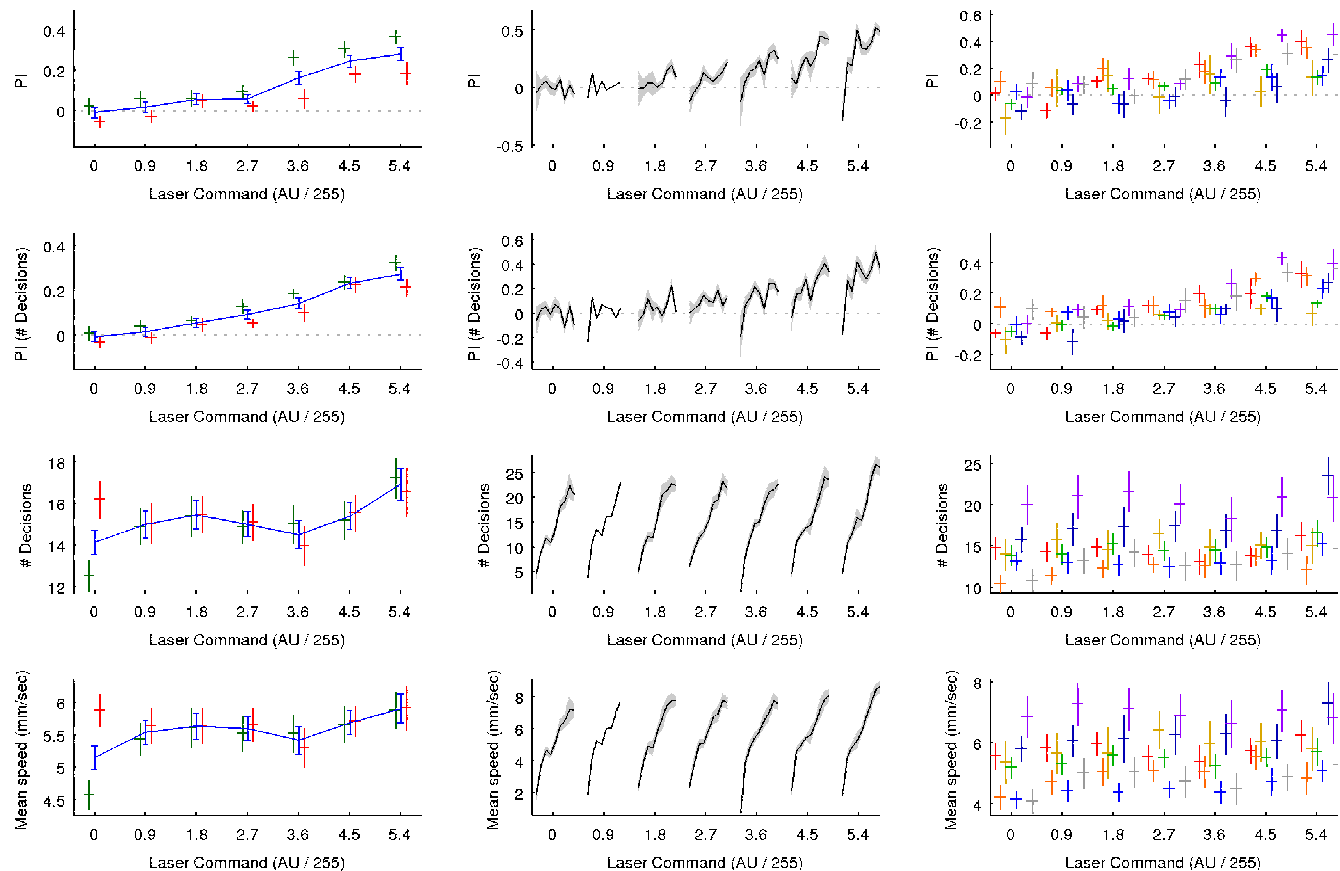 PI
0.4
0.2
0
0 0.9 1.8 2.7 3.6 4.5 5.4
Laser Command (AU / 255)
PI
0.5
0
-0.5
0 0.9 1.8 2.7 3.6 4.5 5.4
Laser Command (AU / 255)
PI
0.6
0.4
0.2
0
-0.2
0 0.9 1.8 2.7 3.6 4.5 5.4
Laser Command (AU / 255)
PI (# Decisions)
0.4
0.2
0
0 0.9 1.8 2.7 3.6 4.5 5.4
Laser Command (AU / 255)
PI (# Decisions)
0.6
0.4
0.2
0
-0.2
-0.4
0 0.9 1.8 2.7 3.6 4.5 5.4
Laser Command (AU / 255)
PI (# Decisions)
0.4
0.2
0
-0.2
0 0.9 1.8 2.7 3.6 4.5 5.4
Laser Command (AU / 255)
# Decisions
18
16
14
12
0 0.9 1.8 2.7 3.6 4.5 5.4
Laser Command (AU / 255)
# Decisions
25
20
15
10
5
0 0.9 1.8 2.7 3.6 4.5 5.4
Laser Command (AU / 255)
# Decisions
25
20
15
10
0 0.9 1.8 2.7 3.6 4.5 5.4
Laser Command (AU / 255)
Mean speed (mm/sec)
6
5.5
5
4.5
0 0.9 1.8 2.7 3.6 4.5 5.4
Laser Command (AU / 255)
Mean speed (mm/sec)
8
6
4
2
0 0.9 1.8 2.7 3.6 4.5 5.4
Laser Command (AU / 255)
Mean speed (mm/sec)
8
6
4
0 0.9 1.8 2.7 3.6 4.5 5.4
Laser Command (AU / 255)